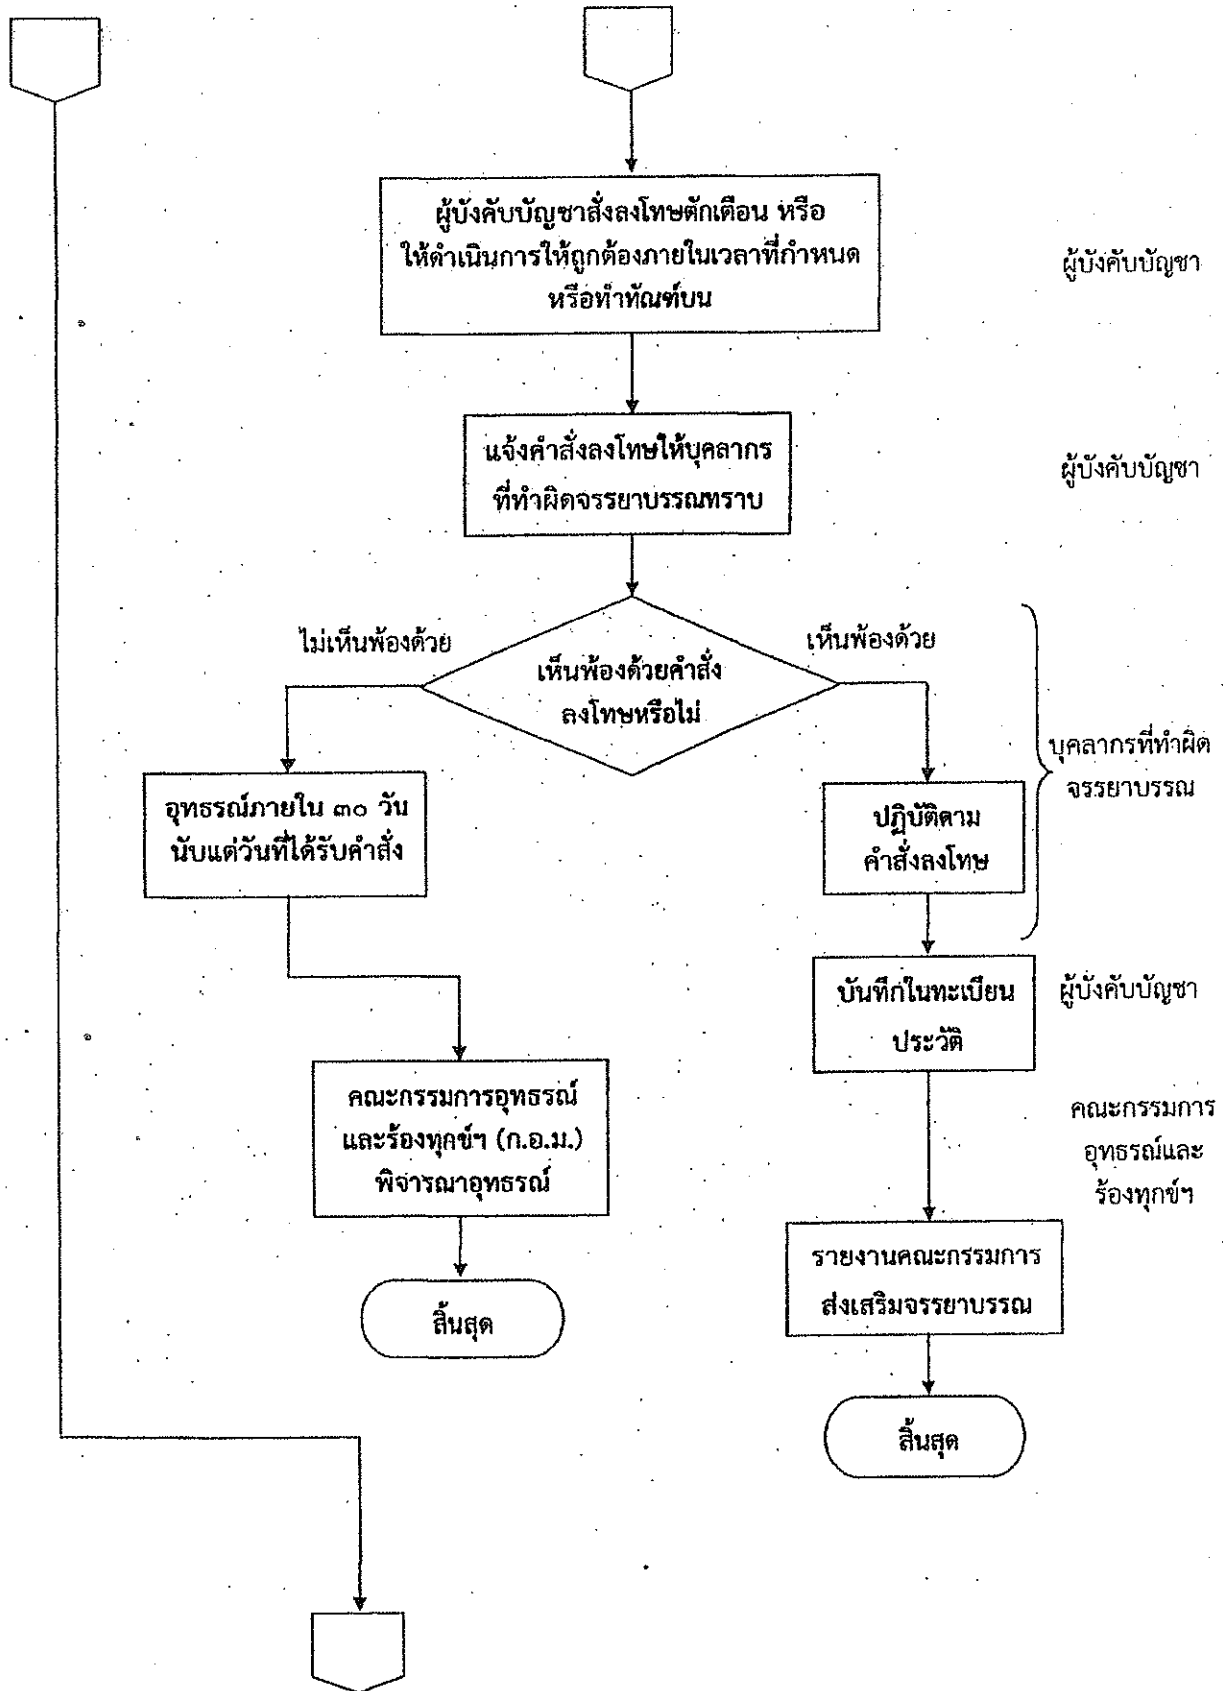 ผู้บังคับบัญชาสั่งลงโทษตักเตือน หรือ
ให้ดำเนินการให้ถูกต้องภายในเวลาที่กำหนด
หรือทำทัณฑ์บน
ผู้บังคับบัญชา
แจ้งคำสั่งลงโทษให้บุคลากร
ที่ทำผิดจรรยาบรรณทราบ
ผู้บังคับบัญชา
ไม่เห็นพ้องด้วย
เห็นพ้องด้วย
เห็นพ้องด้วยคำสั่ง
ลงโทษหรือไม่
บุคลากรที่ทำผิด
จรรยาบรรณ
อุทธรณ์ภายใน ๓๐ วัน
นับแต่วันที่ได้รับคำสั่ง
ปฏิบัติตาม
คำสั่งลงโทษ
บันทึกในทะเบียน
ประวัติ
ผู้บังคับบัญชา
คณะกรรมการอุทธรณ์
และร้องทุกข์ฯ (ก.อ.ม.)
พิจารณาอุทธรณ์
คณะกรรมการ
อุทธรณ์และ
ร้องทุกข์ฯ
รายงานคณะกรรมการ
ส่งเสริมจรรยาบรรณ
สิ้นสุด
สิ้นสุด